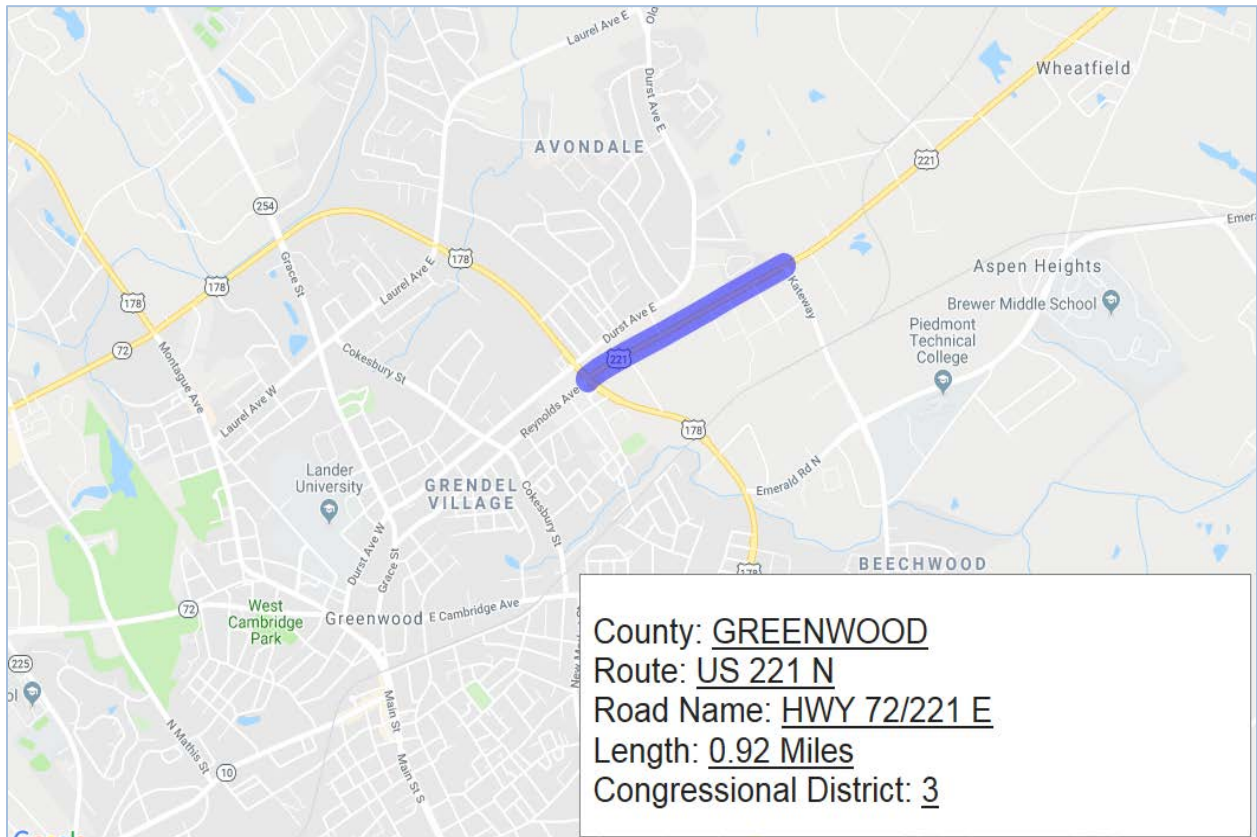 Laurel Ave E
Olo
Durst Ave E
Wheatfield
AVONDALE
221
254
Grace St
178
178
178
72
Laurel Ave E
Montague Ave
Cokesbury St
Laurel Ave W
Durst Ave E
221
Reynolds Ave
Kateway
Emera
Aspen Heights
Brewer Middle School
Piedmont
Technical
College
178
Emerald Rd N
Lander
University
GRENDEL
VILLAGE
Cokesbury St
Durst Ave W
Grace St
178
BEECHWOOD
72
West
Cambridge
Park
Greenwood
E Cambridge Ave
New Market St
225
ol
Main St
Main St S
N Mathis St
10
County: GREENWOOD
Route: US 221 N
Road Name: HWY 72/221 E
Length: 0.92 Miles
Congressional District: 3